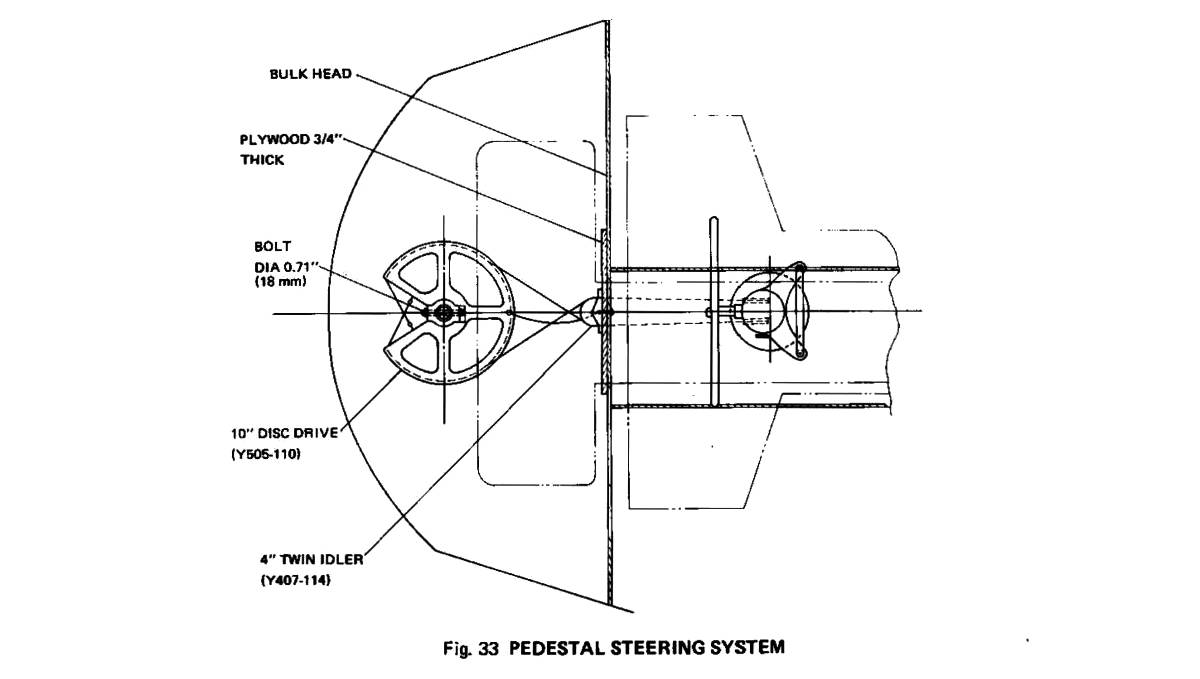 BULK HEAD
PLYWOOD 3/4"
THICK
BOLT
DIA 0.71"
(18 mm)
10" DISC DRIVE
(Y505-110)
4" TWIN IDLER
(Y407-114)
Fig. 33 PEDESTAL STEERING SYSTEM